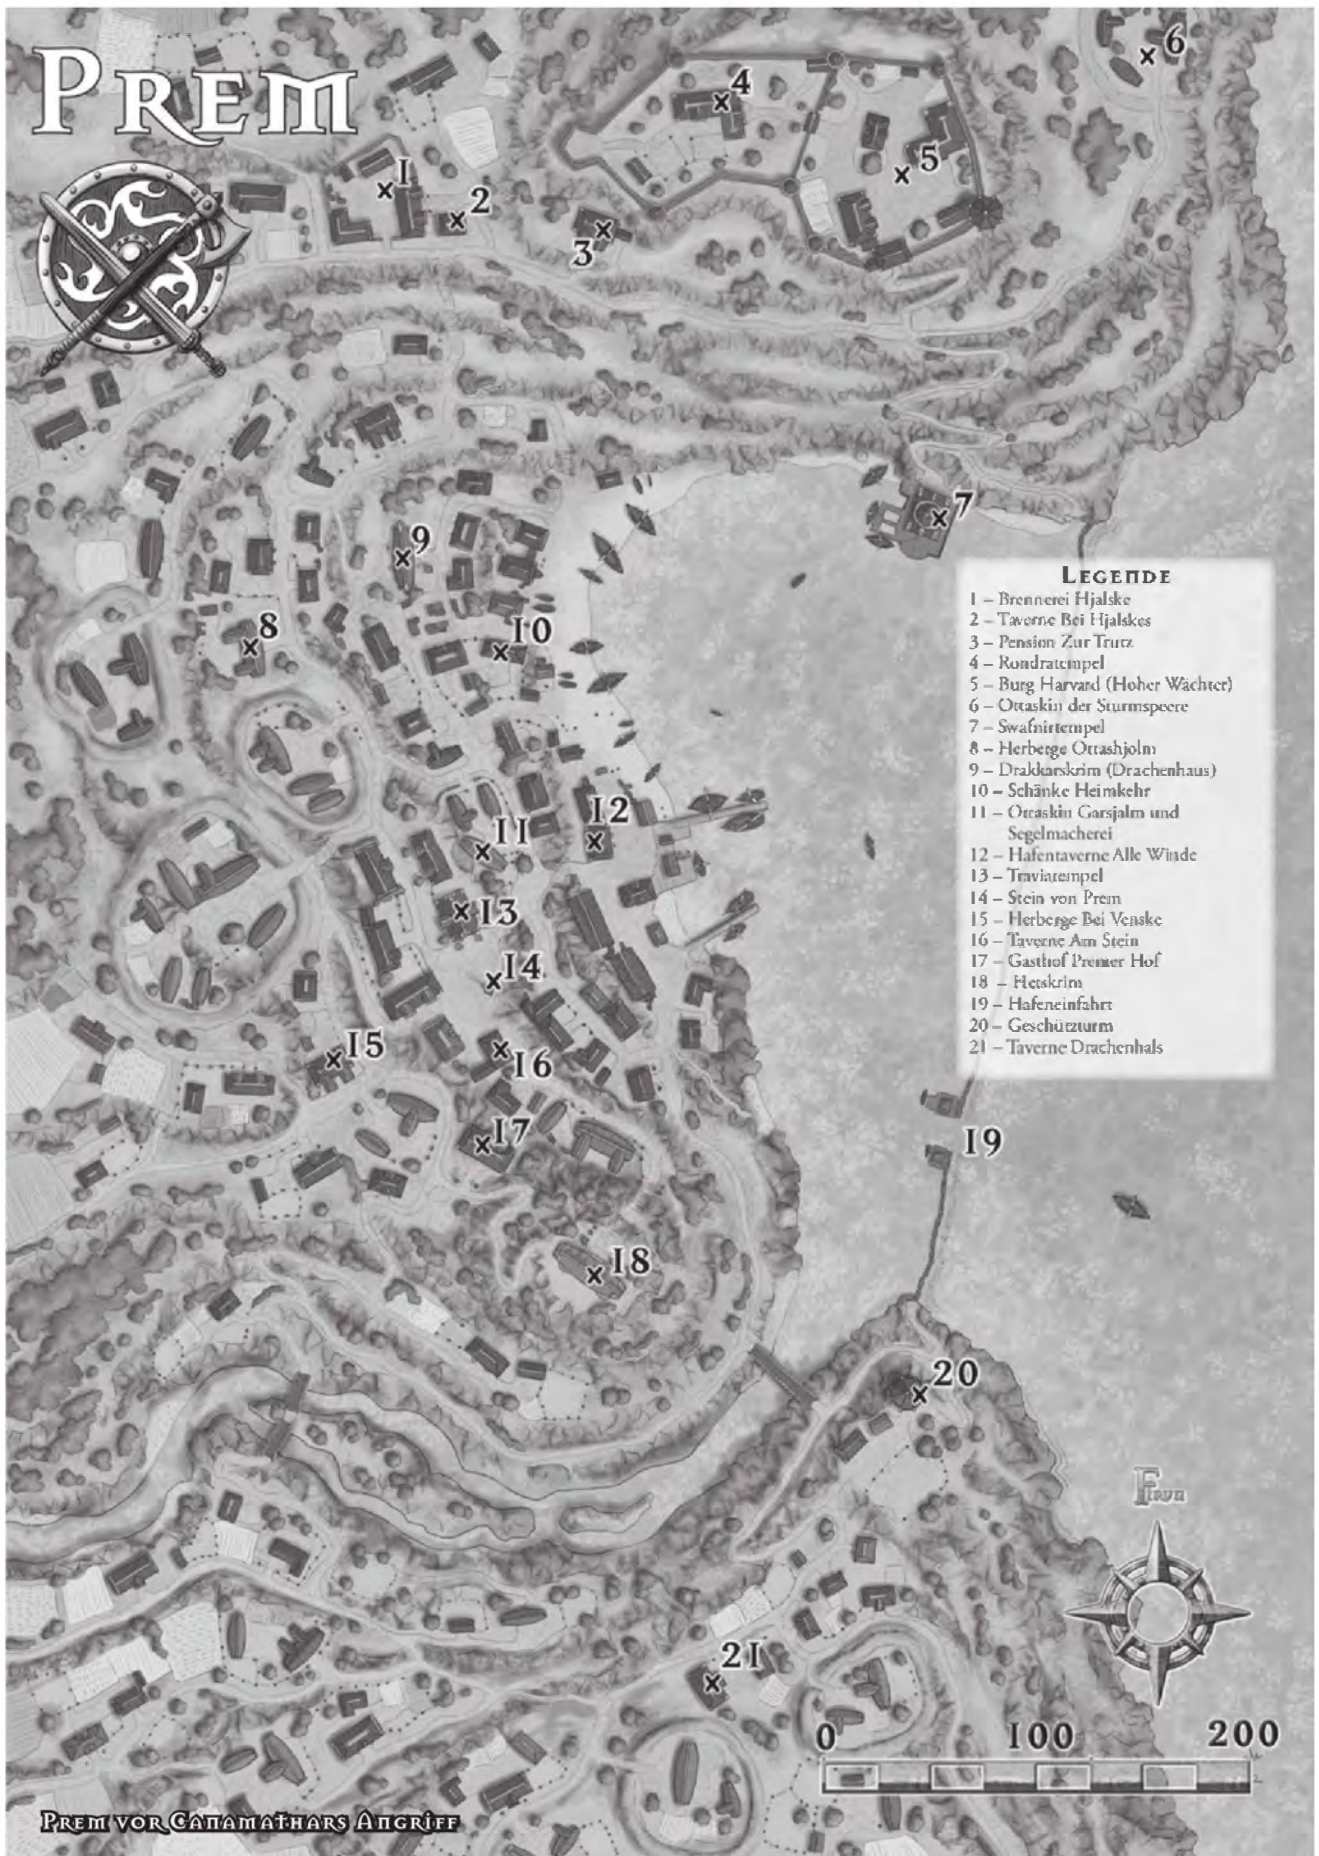 PREM
1
2
3
4
5
6
7
8
9
10
11
12
13
14
15
16
17
18
19
20
21
LEGENDE
1 – Brennerei Hjalske
2 – Taverne Bei Hjalskes
3 – Pension Zur Trutz
4 – Rondratempel
5 – Burg Harvard (Hoher Wächter)
6 – Ottaskin der Sturmspeere
7 – Swafnirtempel
8 – Herberge Ottashjolm
9 – Drakkarskrim (Drachenhaus)
10 – Schänke Heimkehr
11 – Ottaskin Garsjalm und
Segelmacherei
12 – Hafentaverne Alle Winde
13 – Traviatempel
14 – Stein von Prem
15 – Herberge Bei Venske
16 – Taverne Am Stein
17 – Gasthof Premer Hof
18 – Hetskrim
19 – Hafeneinfahrt
20 – Geschützturm
21 – Taverne Drachenhals
0 100 200
PREM VOR CANAMATHARS ANGRIFF